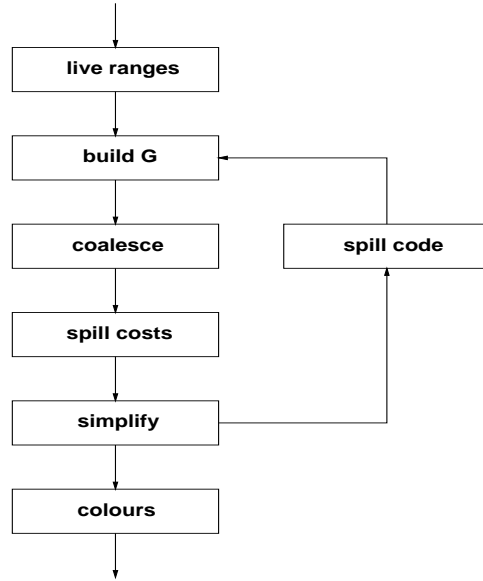 live ranges
build G
coalesce
spill code
spill costs
simplify
colours